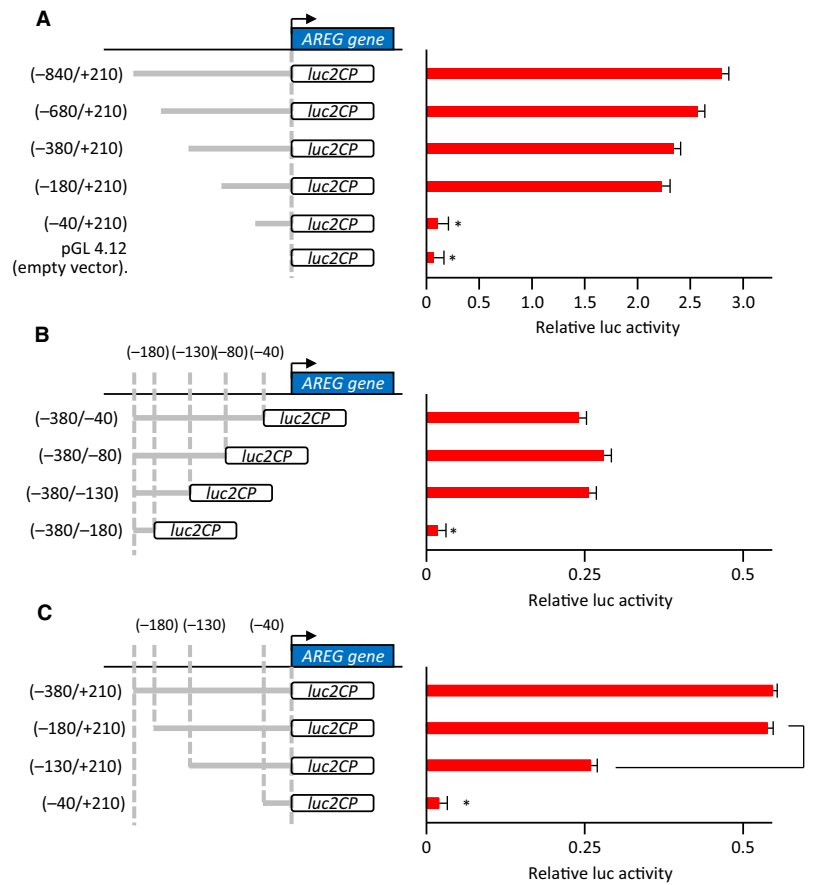 A
AREG gene
(–840/+210) luc2CP
(–680/+210) luc2CP
(–380/+210) luc2CP
(–180/+210) luc2CP
(–40/+210) luc2CP *
pGL 4.12
(empty vector). luc2CP *
0 0.5 1.0 1.5 2.0 2.5 3.0
Relative luc activity
B
(–180) (–130) (–80) (–40)
AREG gene
(–380/–40) luc2CP
(–380/–80) luc2CP
(–380/–130) luc2CP
(–380/–180) luc2CP *
0 0.25 0.5
Relative luc activity
C
(–180) (–130) (–40)
AREG gene
(–380/+210) luc2CP
(–180/+210) luc2CP
(–130/+210) luc2CP
(–40/+210) luc2CP *
0 0.25 0.5
Relative luc activity